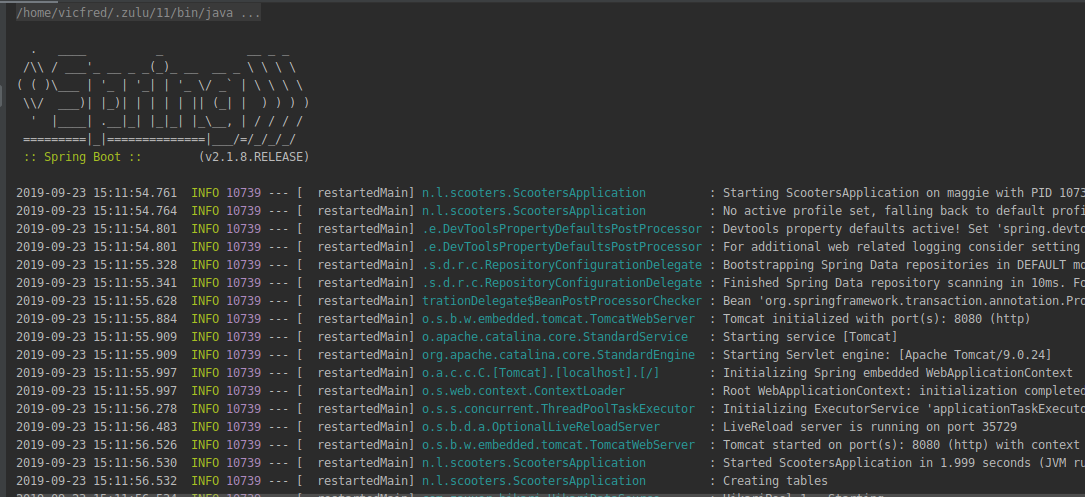 /home/vicfred/.zulu/11/bin/java ...
  .   ____          _            __ _ _
 /\\ / ___'_ __ _ _(_)_ __  __ _ \ \ \ \
( ( )\___ | '_ | '_| | '_ \/ _` | \ \ \ \
 \\/  ___)| |_)| | | | | || (_| |  ) ) ) )
  '  |____| .__|_| |_|_| |_\__, | / / / /
 =========|_|==============|___/=/_/_/_/
 :: Spring Boot ::        (v2.1.8.RELEASE)
2019-09-23 15:11:54.761  INFO 10739 --- [  restartedMain] n.l.scooters.ScootersApplication         : Starting ScootersApplication on maggie with PID 1073
2019-09-23 15:11:54.764  INFO 10739 --- [  restartedMain] n.l.scooters.ScootersApplication         : No active profile set, falling back to default profi
2019-09-23 15:11:54.801  INFO 10739 --- [  restartedMain] .e.DevToolsPropertyDefaultsPostProcessor : Devtools property defaults active! Set 'spring.devto
2019-09-23 15:11:54.801  INFO 10739 --- [  restartedMain] .e.DevToolsPropertyDefaultsPostProcessor : For additional web related logging consider setting
2019-09-23 15:11:55.328  INFO 10739 --- [  restartedMain] .s.d.r.c.RepositoryConfigurationDelegate : Bootstrapping Spring Data repositories in DEFAULT mo
2019-09-23 15:11:55.341  INFO 10739 --- [  restartedMain] .s.d.r.c.RepositoryConfigurationDelegate : Finished Spring Data repository scanning in 10ms. Fo
2019-09-23 15:11:55.628  INFO 10739 --- [  restartedMain] trationDelegate$BeanPostProcessorChecker : Bean 'org.springframework.transaction.annotation.Pro
2019-09-23 15:11:55.884  INFO 10739 --- [  restartedMain] o.s.b.w.embedded.tomcat.TomcatWebServer  : Tomcat initialized with port(s): 8080 (http)
2019-09-23 15:11:55.909  INFO 10739 --- [  restartedMain] o.apache.catalina.core.StandardService   : Starting service [Tomcat]
2019-09-23 15:11:55.909  INFO 10739 --- [  restartedMain] org.apache.catalina.core.StandardEngine  : Starting Servlet engine: [Apache Tomcat/9.0.24]
2019-09-23 15:11:55.997  INFO 10739 --- [  restartedMain] o.a.c.c.C.[Tomcat].[localhost].[/]       : Initializing Spring embedded WebApplicationContext
2019-09-23 15:11:55.997  INFO 10739 --- [  restartedMain] o.s.web.context.ContextLoader            : Root WebApplicationContext: initialization completed
2019-09-23 15:11:56.278  INFO 10739 --- [  restartedMain] o.s.s.concurrent.ThreadPoolTaskExecutor  : Initializing ExecutorService 'applicationTaskExecuto
2019-09-23 15:11:56.483  INFO 10739 --- [  restartedMain] o.s.b.d.a.OptionalLiveReloadServer       : LiveReload server is running on port 35729
2019-09-23 15:11:56.526  INFO 10739 --- [  restartedMain] o.s.b.w.embedded.tomcat.TomcatWebServer  : Tomcat started on port(s): 8080 (http) with context
2019-09-23 15:11:56.530  INFO 10739 --- [  restartedMain] n.l.scooters.ScootersApplication         : Started ScootersApplication in 1.999 seconds (JVM ru
2019-09-23 15:11:56.532  INFO 10739 --- [  restartedMain] n.l.scooters.ScootersApplication         : Creating tables